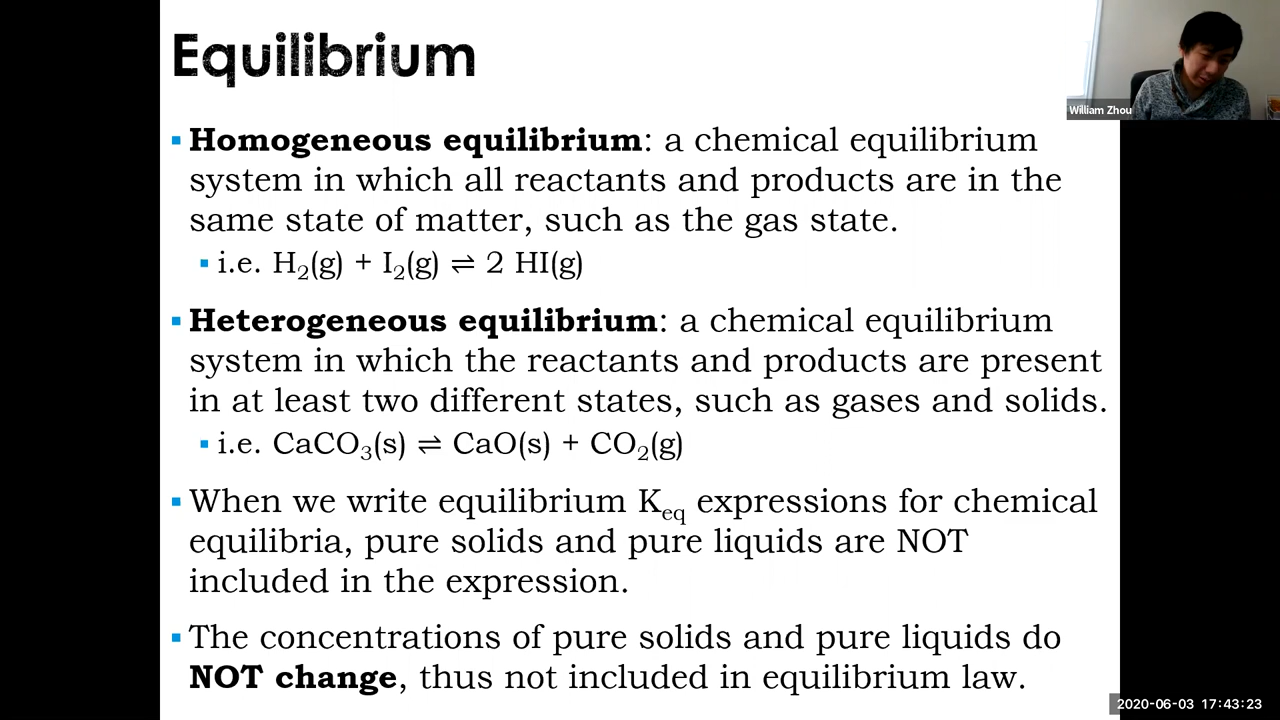 Equilibrium
William Zhou
▪ Homogeneous equilibrium: a chemical equilibrium
system in which all reactants and products are in the
same state of matter, such as the gas state.
▪ i.e. H₂(g) + I₂(g) ⇌ 2 HI(g)
▪ Heterogeneous equilibrium: a chemical equilibrium
system in which the reactants and products are present
in at least two different states, such as gases and solids.
▪ i.e. CaCO₃(s) ⇌ CaO(s) + CO₂(g)
▪ When we write equilibrium Keq expressions for chemical
equilibria, pure solids and pure liquids are NOT
included in the expression.
▪ The concentrations of pure solids and pure liquids do
NOT change, thus not included in equilibrium law.
2020-06-03 17:43:23